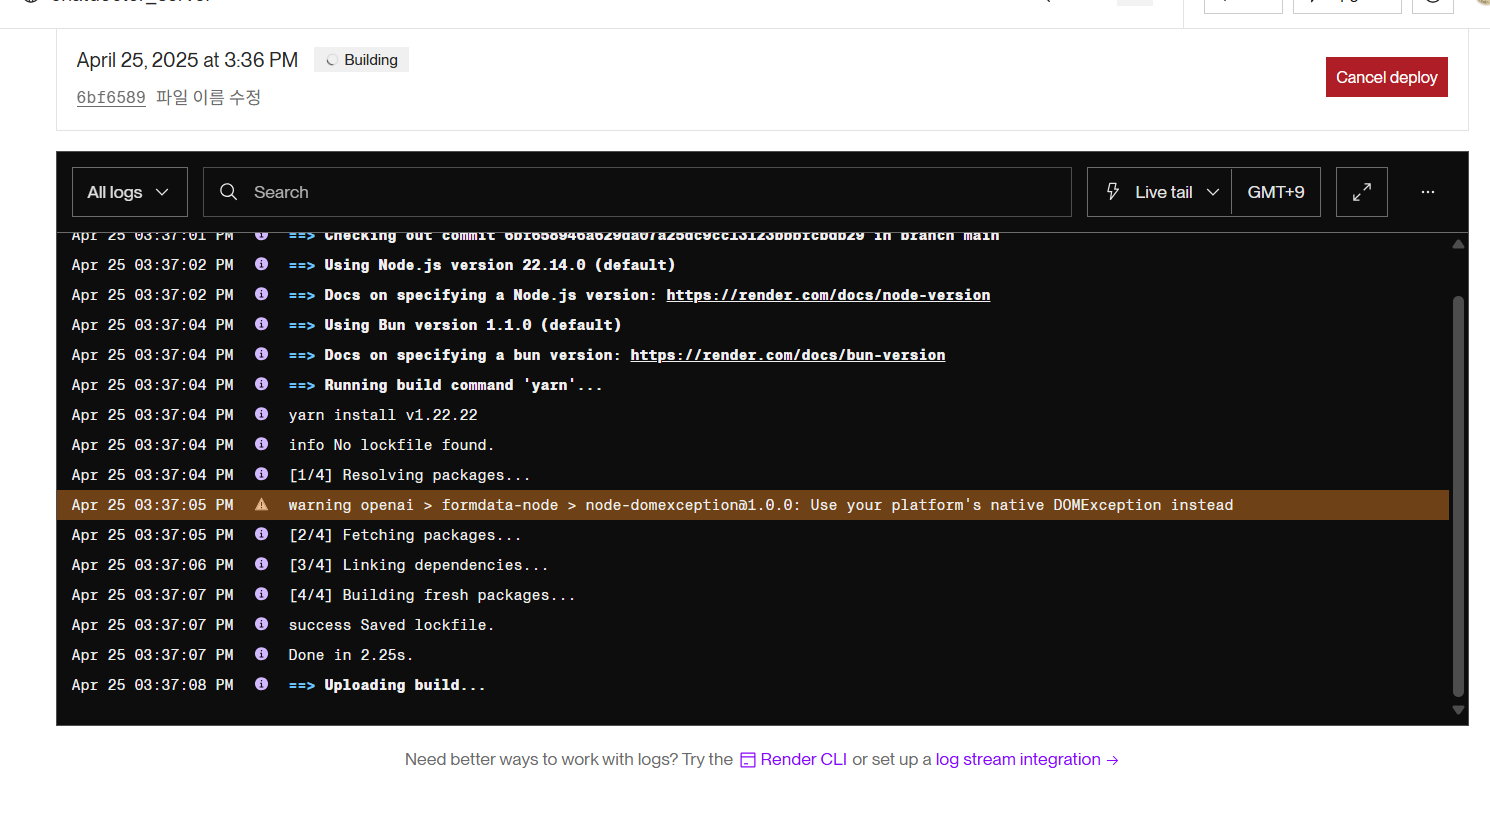 April 25, 2025 at 3:36 PM Building
Cancel deploy
6bf6589 파일 이름 수정
All logs Search Live tail GMT+9
Apr 25 03:37:01 PM ==> Checking out commit in branch main
Apr 25 03:37:02 PM ==> Using Node.js version 22.14.0 (default)
Apr 25 03:37:02 PM ==> Docs on specifying a Node.js version: https://render.com/docs/node-version
Apr 25 03:37:04 PM ==> Using Bun version 1.1.0 (default)
Apr 25 03:37:04 PM ==> Docs on specifying a bun version: https://render.com/docs/bun-version
Apr 25 03:37:04 PM ==> Running build command 'yarn'...
Apr 25 03:37:04 PM yarn install v1.22.22
Apr 25 03:37:04 PM info No lockfile found.
Apr 25 03:37:04 PM [1/4] Resolving packages...
Apr 25 03:37:05 PM warning openai > formdata-node > node-domexception@1.0.0: Use your platform's native DOMException instead
Apr 25 03:37:05 PM [2/4] Fetching packages...
Apr 25 03:37:06 PM [3/4] Linking dependencies...
Apr 25 03:37:07 PM [4/4] Building fresh packages...
Apr 25 03:37:07 PM success Saved lockfile.
Apr 25 03:37:07 PM Done in 2.25s.
Apr 25 03:37:08 PM ==> Uploading build...
Need better ways to work with logs? Try the Render CLI or set up a log stream integration →